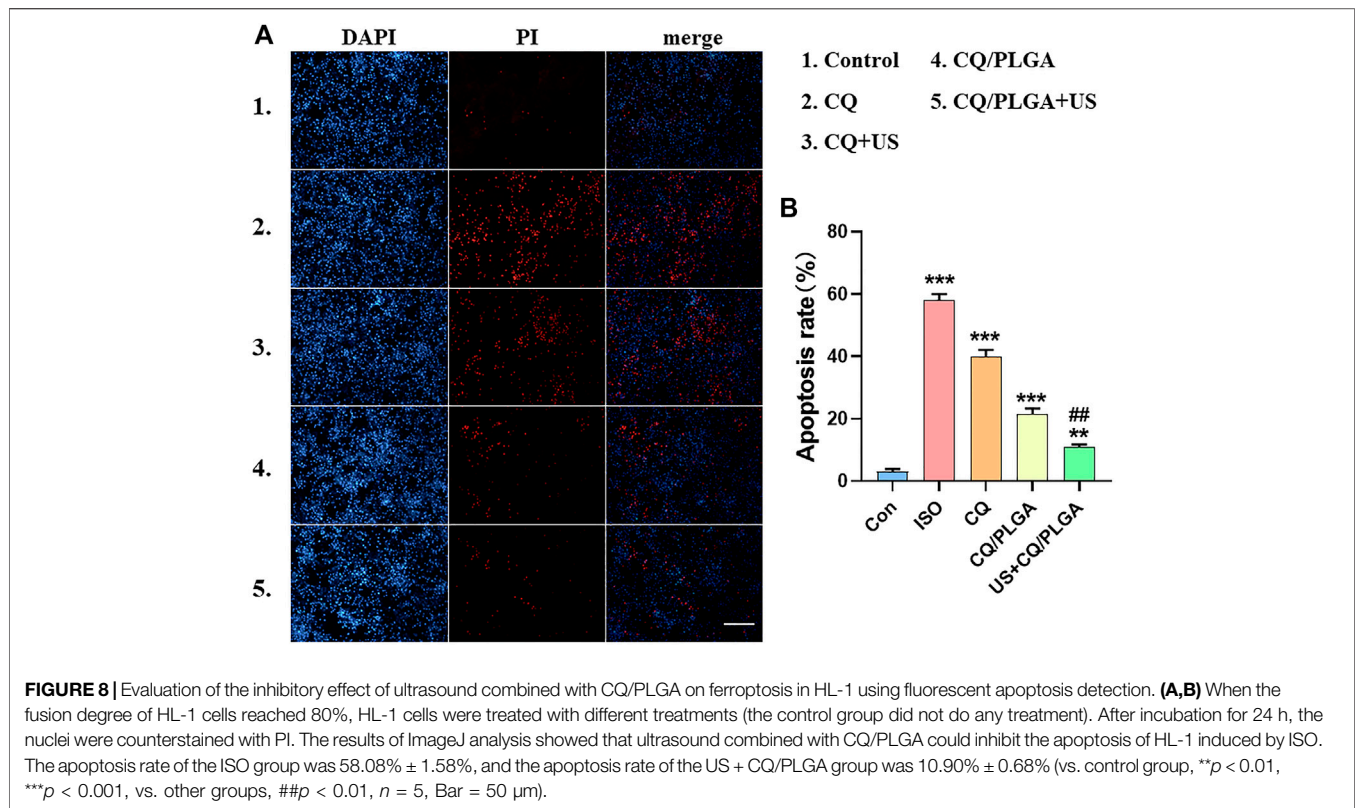 A
DAPI PI merge
1.
2.
3.
4.
5.
1. Control 4. CQ/PLGA
2. CQ 5. CQ/PLGA+US
3. CQ+US
B
Apoptosis rate (%)
80
60
40
20
0
***
***
***
##
**
Con ISO CQ CQ/PLGA US+CQ/PLGA
FIGURE 8 | Evaluation of the inhibitory effect of ultrasound combined with CQ/PLGA on ferroptosis in HL-1 using fluorescent apoptosis detection. (A,B) When the
fusion degree of HL-1 cells reached 80%, HL-1 cells were treated with different treatments (the control group did not do any treatment). After incubation for 24 h, the
nuclei were counterstained with PI. The results of ImageJ analysis showed that ultrasound combined with CQ/PLGA could inhibit the apoptosis of HL-1 induced by ISO.
The apoptosis rate of the ISO group was 58.08% ± 1.58%, and the apoptosis rate of the US + CQ/PLGA group was 10.90% ± 0.68% (vs. control group, **p < 0.01,
***p < 0.001, vs. other groups, ##p < 0.01, n = 5, Bar = 50 μm).